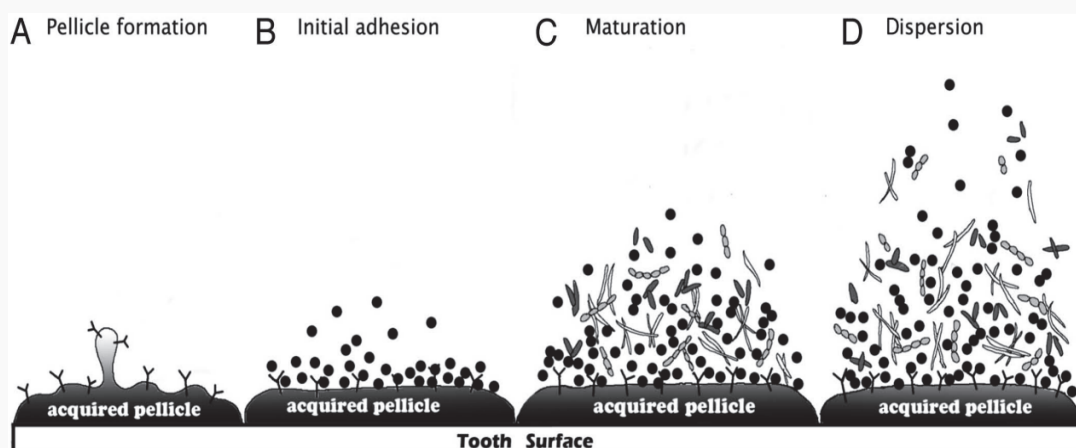 A Pellicle formation
B Initial adhesion
C Maturation
D Dispersion
acquired pellicle
acquired pellicle
acquired pellicle
acquired pellicle
Tooth Surface